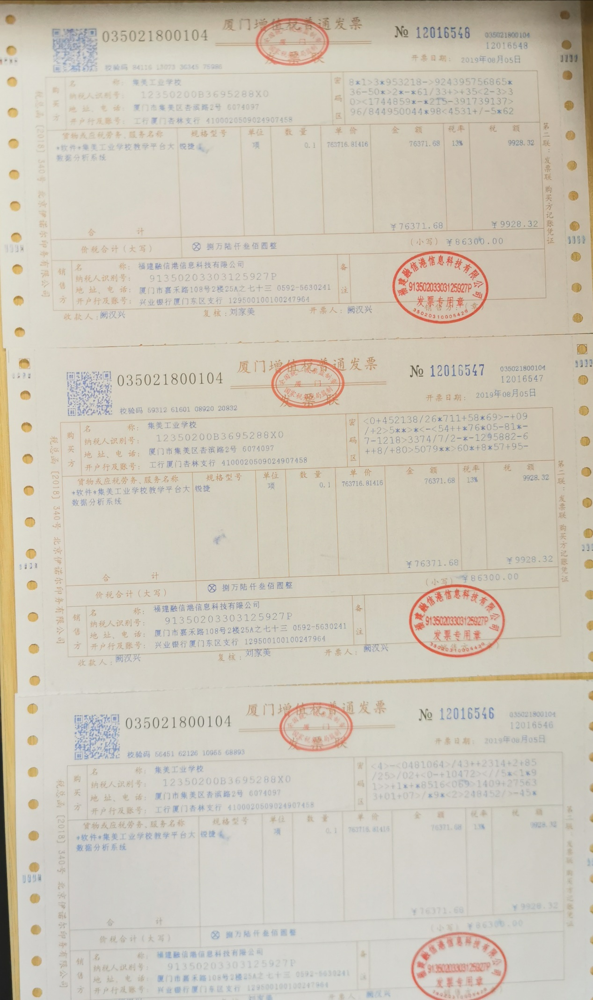 厦门增值税普通发票
035021800104
№ 12016548
035021800104
12016548
发票联
开票日期: 2019年08月05日
校验码 84116 13073 36345 75986
购买方
名 称: 集美工业学校
纳税人识别号: 12350200B3695288X0
地址、电话: 厦门市集美区杏滨路2号 6074097
开户行及账号: 工行厦门杏林支行 4100020509024907458
密码区
8*1>3*953218->924395756865*
36-50*>2*-*61/33+>+35<2-3>3
0><1744859*-*215-391739137>
96/844950044*98<4531+/-5*62
货物或应税劳务、服务名称 规格型号 单位 数量 单价 金额 税率 税额
*软件*集美工业学校教学平台大 锐捷 项 0.1 763716.81416 76371.68 13% 9928.32
数据分析系统
合计 ¥76371.68 ¥9928.32
价税合计(大写) ⊗ 捌万陆仟叁佰圆整 (小写) ¥86300.00
销售方
名 称: 福建融信港信息科技有限公司
纳税人识别号: 91350203303125927P
地址、电话: 厦门市嘉禾路108号2楼25A之七十三 0592-5630241
开户行及账号: 兴业银行厦门东区支行 129500100100247964
备注
收款人: 阙汉兴 复核: 刘家美 开票人: 阙汉兴 销售方:(章)
福建融信港信息科技有限公司
91350203303125927P
发票专用章
税总函〔2018〕340号 北京伊诺尔印务有限公司
第二联:发票联 购买方记账凭证
厦门增值税普通发票
035021800104
全国统一发票监制章
厦门
国家税务总局监制
№ 12016547
035021800104
12016547
发票联
开票日期: 2019年08月05日
校验码 59312 61601 08920 20832
购买方
名 称: 集美工业学校
纳税人识别号: 12350200B3695288X0
地址、电话: 厦门市集美区杏滨路2号 6074097
开户行及账号: 工行厦门杏林支行 4100020509024907458
密码区
<0+452138/26*711+58*69>-+09
/+2>5**>*<-<54++*76*05-81*-
7-1218>3374/7/2-*-1295882-6
++8/+80>5079**>60*+8*57+95-
货物或应税劳务、服务名称 规格型号 单位 数量 单价 金额 税率 税额
*软件*集美工业学校教学平台大 锐捷 项 0.1 763716.81416 76371.68 13% 9928.32
数据分析系统
合计 ¥76371.68 ¥9928.32
价税合计(大写) ⊗ 捌万陆仟叁佰圆整 (小写) ¥86300.00
销售方
名 称: 福建融信港信息科技有限公司
纳税人识别号: 91350203303125927P
地址、电话: 厦门市嘉禾路108号2楼25A之七十三 0592-5630241
开户行及账号: 兴业银行厦门东区支行 129500100100247964
备注
收款人: 阙汉兴 复核: 刘家美 开票人: 阙汉兴
福建融信港信息科技有限公司
91350203303125927P
发票专用章
税总函〔2018〕340号 北京伊诺尔印务有限公司
第二联:发票联 购买方记账凭证
厦门增值税普通发票
035021800104
№ 12016546
035021800104
12016546
发票联
开票日期: 2019年08月05日
校验码 56451 62126 10955 68893
购买方
名 称: 集美工业学校
纳税人识别号: 12350200B3695288X0
地址、电话: 厦门市集美区杏滨路2号 6074097
开户行及账号: 工行厦门杏林支行 4100020509024907458
密码区
<4>-<0481064>/43++2314+2+85
/25>/02+<0-+10472><//5*<1*9
1>>+1*+*8516<069>1409+27563
3+01+07>/*9*<2>248452/>-45*
货物或应税劳务、服务名称 规格型号 单位 数量 单价 金额 税率 税额
*软件*集美工业学校教学平台大 锐捷 项 0.1 763716.81416 76371.68 13% 9928.32
数据分析系统
合计 ¥76371.68 ¥9928.32
价税合计(大写) ⊗ 捌万陆仟叁佰圆整 (小写) ¥86300.00
销售方
名 称: 福建融信港信息科技有限公司
纳税人识别号: 91350203303125927P
地址、电话: 厦门市嘉禾路108号2楼25A之七十三 0592-5630241
开户行及账号: 兴业银行厦门东区支行 129500100100247964
备注
刘家美 开票人: 阙汉兴
福建融信港信息科技有限公司
91350203303125927P
发票专用章
税总函〔2018〕340号 北京伊诺尔印务有限公司
第二联:发票联 购买方记账凭证